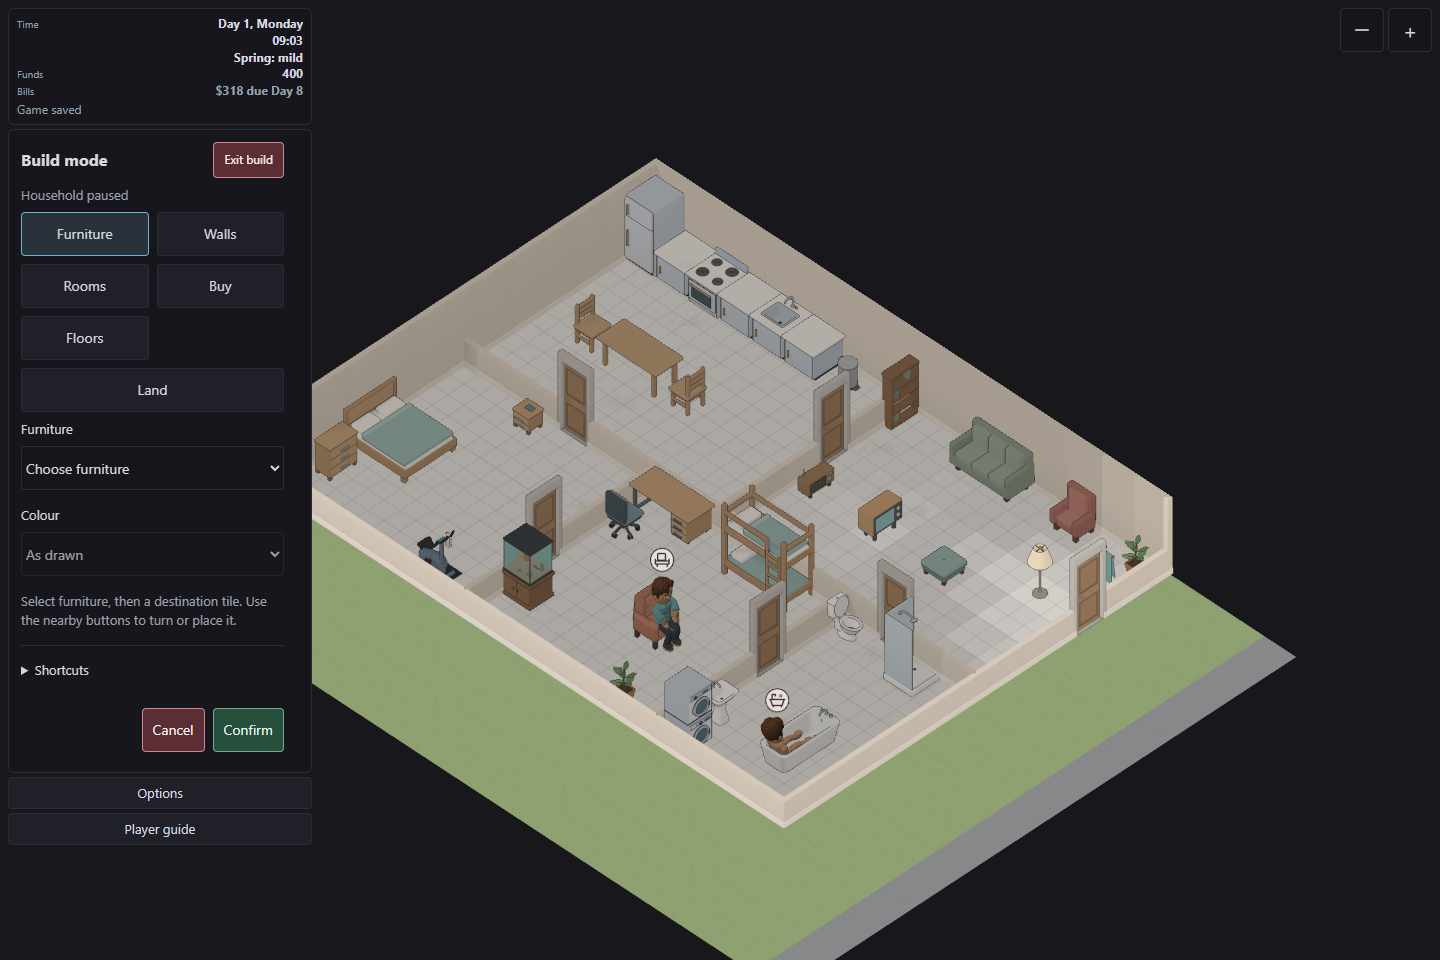 Time
Day 1, Monday
09:03
Spring: mild
Funds
400
Bills
$318 due Day 8
Game saved
Build mode
Exit build
Household paused
Furniture
Walls
Rooms
Buy
Floors
Land
Furniture
Choose furniture
Colour
As drawn
Select furniture, then a destination tile. Use
the nearby buttons to turn or place it.
Shortcuts
Cancel
Confirm
Options
Player guide